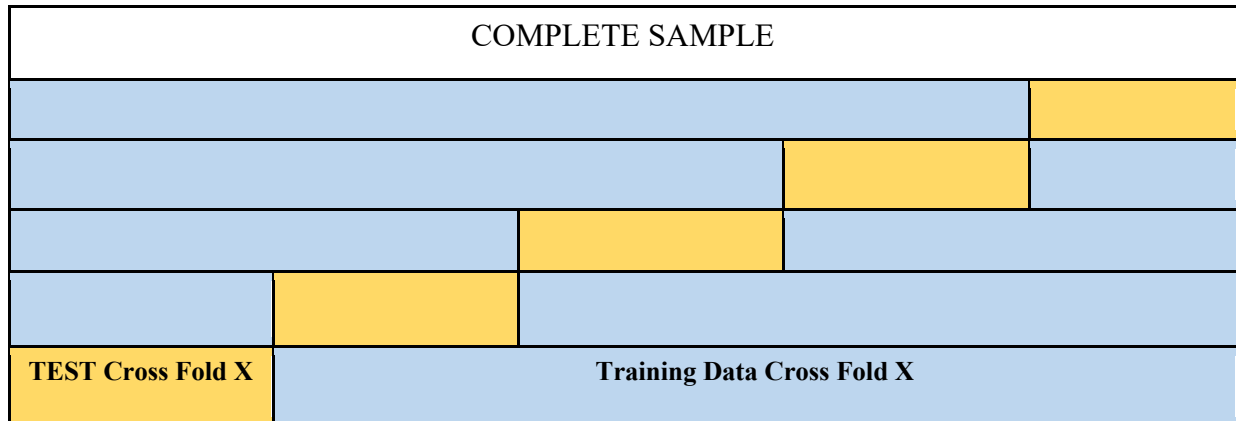 COMPLETE SAMPLE
TEST Cross Fold X
Training Data Cross Fold X